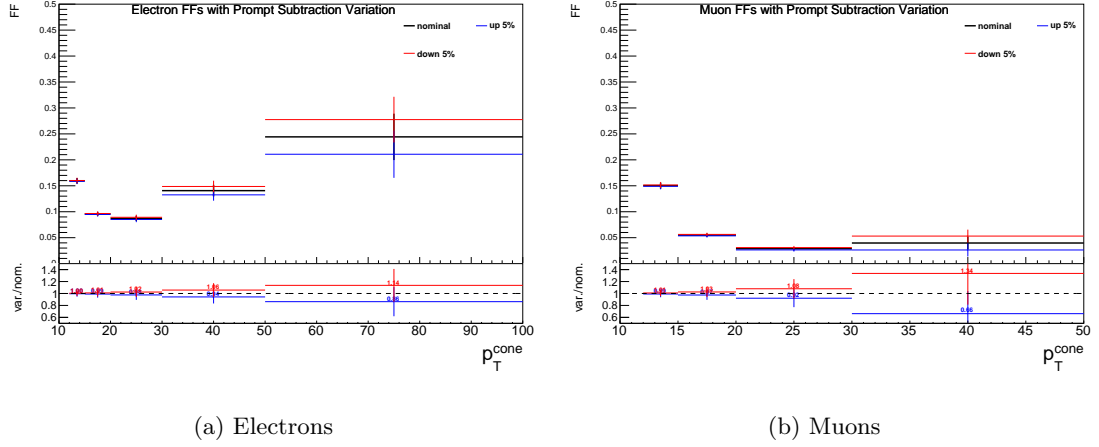 Electron FFs with Prompt Subtraction Variation
FF
nominal
up 5%
down 5%
0.5
0.45
0.4
0.35
0.3
0.25
0.2
0.15
0.1
0.05
0
var./nom.
1.4
1.2
1.0
0.8
0.6
1.06
1.14
0.86
10 20 30 40 50 60 70 80 90 100
p_T^cone
(a) Electrons
Muon FFs with Prompt Subtraction Variation
FF
nominal
up 5%
down 5%
0.5
0.45
0.4
0.35
0.3
0.25
0.2
0.15
0.1
0.05
0
var./nom.
1.4
1.2
1.0
0.8
0.6
1.08
0.92
1.34
0.66
10 15 20 25 30 35 40 45 50
p_T^cone
(b) Muons